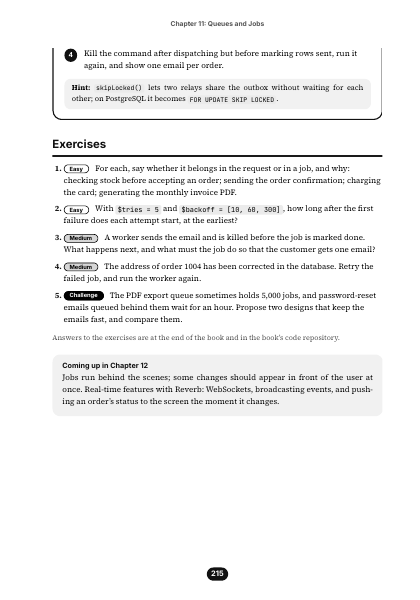 Chapter 11: Queues and Jobs
4 Kill the command after dispatching but before marking rows sent, run it
again, and show one email per order.
Hint: skipLocked() lets two relays share the outbox without waiting for each
other; on PostgreSQL it becomes FOR UPDATE SKIP LOCKED.
Exercises
1. Easy For each, say whether it belongs in the request or in a job, and why:
checking stock before accepting an order; sending the order confirmation; charging
the card; generating the monthly invoice PDF.
2. Easy With $tries = 5 and $backoff = [10, 60, 300], how long after the first
failure does each attempt start, at the earliest?
3. Medium A worker sends the email and is killed before the job is marked done.
What happens next, and what must the job do so that the customer gets one email?
4. Medium The address of order 1004 has been corrected in the database. Retry the
failed job, and run the worker again.
5. Challenge The PDF export queue sometimes holds 5,000 jobs, and password-reset
emails queued behind them wait for an hour. Propose two designs that keep the
emails fast, and compare them.
Answers to the exercises are at the end of the book and in the book's code repository.
Coming up in Chapter 12
Jobs run behind the scenes; some changes should appear in front of the user at
once. Real-time features with Reverb: WebSockets, broadcasting events, and push-
ing an order's status to the screen the moment it changes.
215